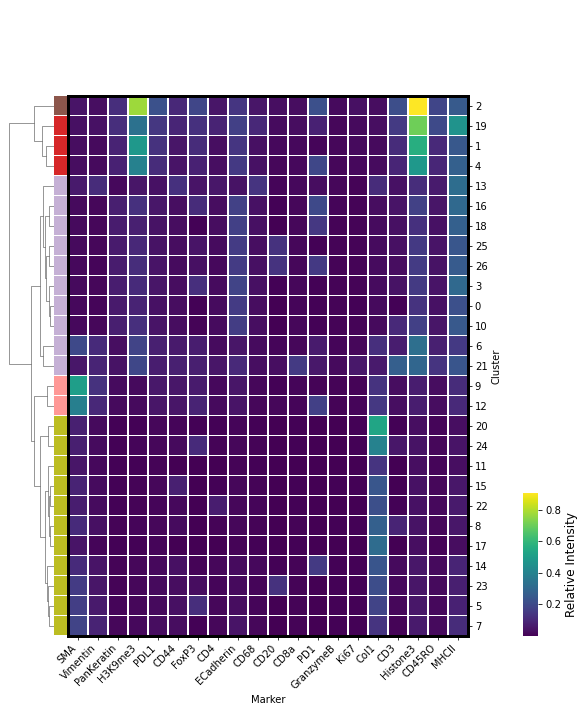 2
19
1
4
13
16
18
25
26
3
0
10
6
21
9
12
20
24
11
15
22
8
17
14
23
5
7
Cluster
SMA
Vimentin
PanKeratin
H3K9me3
PDL1
CD44
FoxP3
CD4
ECadherin
CD68
CD20
CD8a
PD1
GranzymeB
Ki67
Col1
CD3
Histone3
CD45RO
MHCII
Marker
0.8
0.6
0.4
0.2
Relative Intensity